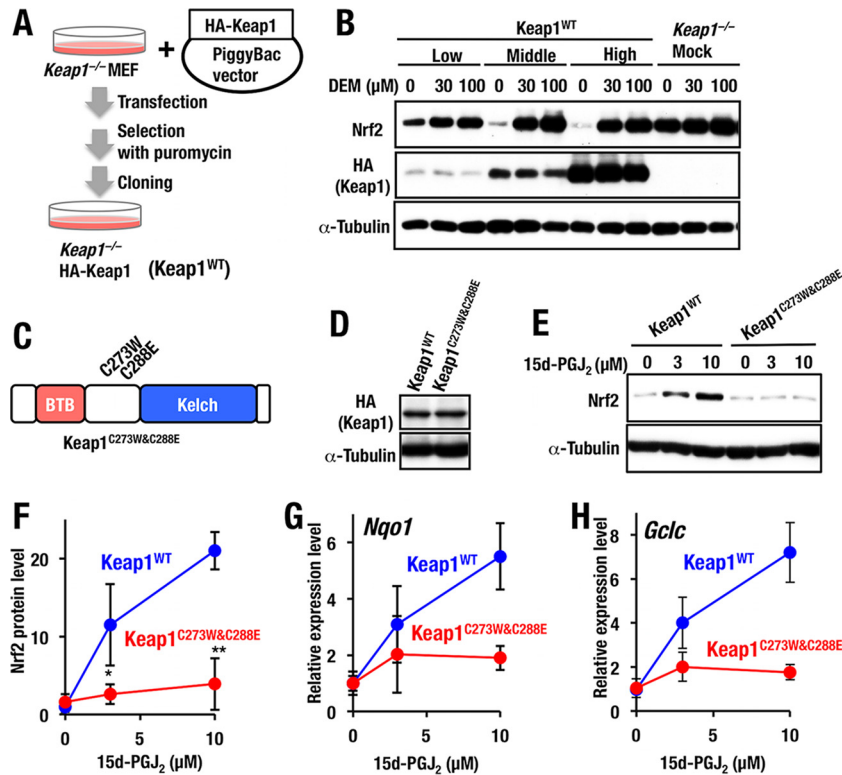 A
HA-Keap1
PiggyBac
vector
+
Keap1–/– MEF
Transfection
Selection
with puromycin
Cloning
Keap1–/–
HA-Keap1 (Keap1WT)
B
Keap1WT Keap1–/–
Low Middle High Mock
DEM (μM) 0 30 100 0 30 100 0 30 100 0 30 100
Nrf2
HA
(Keap1)
α-Tubulin
C
C273W
C288E
BTB Kelch
Keap1C273W&C288E
D
Keap1WT
Keap1C273W&C288E
HA
(Keap1)
α-Tubulin
E
Keap1WT Keap1C273W&C288E
15d-PGJ2 (μM) 0 3 10 0 3 10
Nrf2
α-Tubulin
F
Nrf2 protein level
20
10
0
Keap1WT
Keap1C273W&C288E
* **
0 5 10
15d-PGJ2 (μM)
G
Nqo1
Relative expression level
6
4
2
0
Keap1WT
Keap1C273W&C288E
0 5 10
15d-PGJ2 (μM)
H
Gclc
Relative expression level
8
6
4
2
0
Keap1WT
Keap1C273W&C288E
0 5 10
15d-PGJ2 (μM)